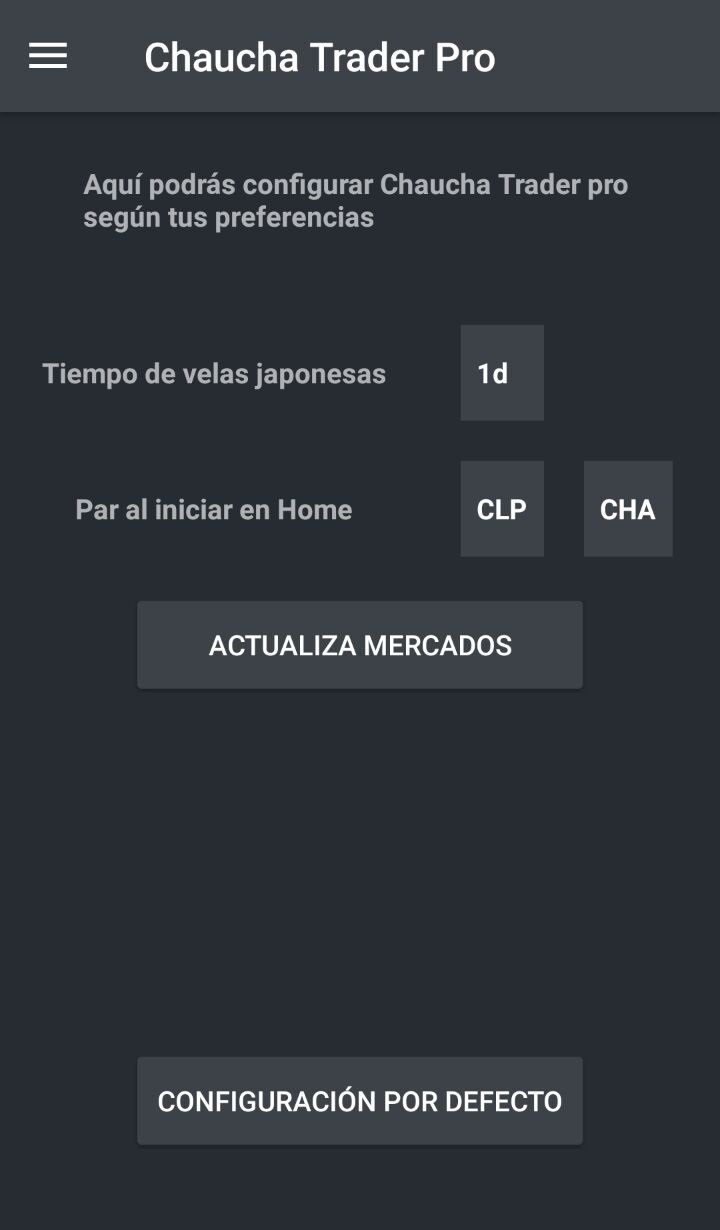 Chaucha Trader Pro
Aquí podrás configurar Chaucha Trader pro
según tus preferencias
Tiempo de velas japonesas 1d
Par al iniciar en Home CLP CHA
ACTUALIZA MERCADOS
CONFIGURACIÓN POR DEFECTO